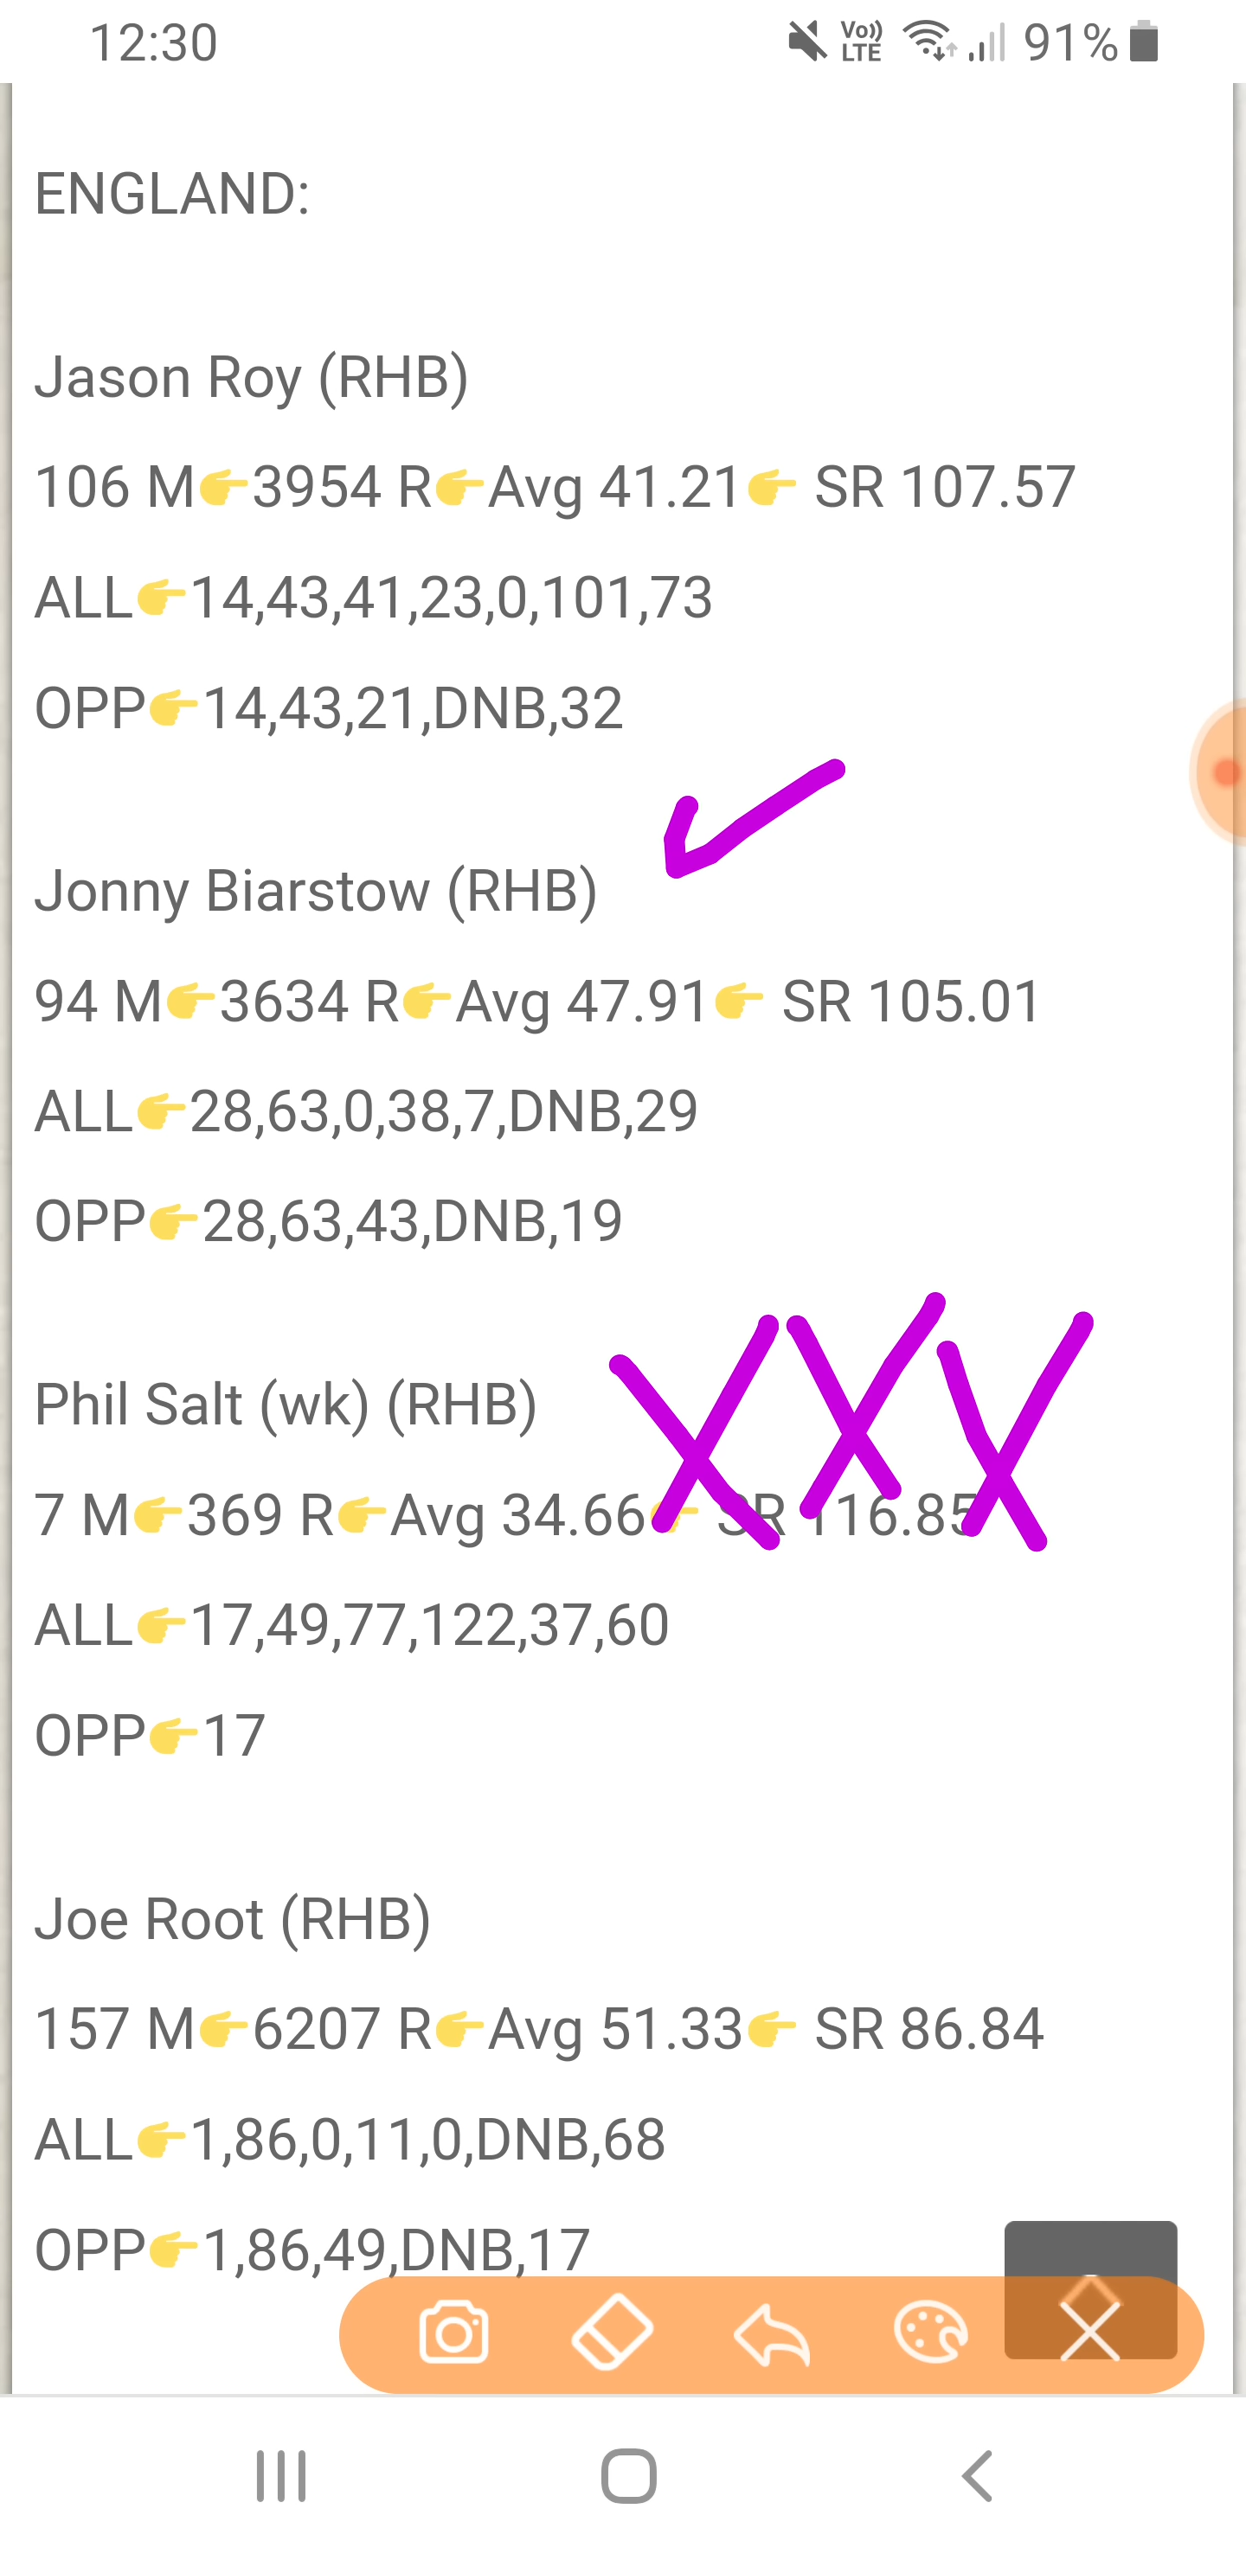 12:30
Vo)) LTE 91%
ENGLAND:
Jason Roy (RHB)
106 M👉3954 R👉Avg 41.21👉 SR 107.57
ALL👉14,43,41,23,0,101,73
OPP👉14,43,21,DNB,32
Jonny Biarstow (RHB)
94 M👉3634 R👉Avg 47.91👉 SR 105.01
ALL👉28,63,0,38,7,DNB,29
OPP👉28,63,43,DNB,19
Phil Salt (wk) (RHB)
7 M👉369 R👉Avg 34.66👉 SR 116.85
ALL👉17,49,77,122,37,60
OPP👉17
Joe Root (RHB)
157 M👉6207 R👉Avg 51.33👉 SR 86.84
ALL👉1,86,0,11,0,DNB,68
OPP👉1,86,49,DNB,17